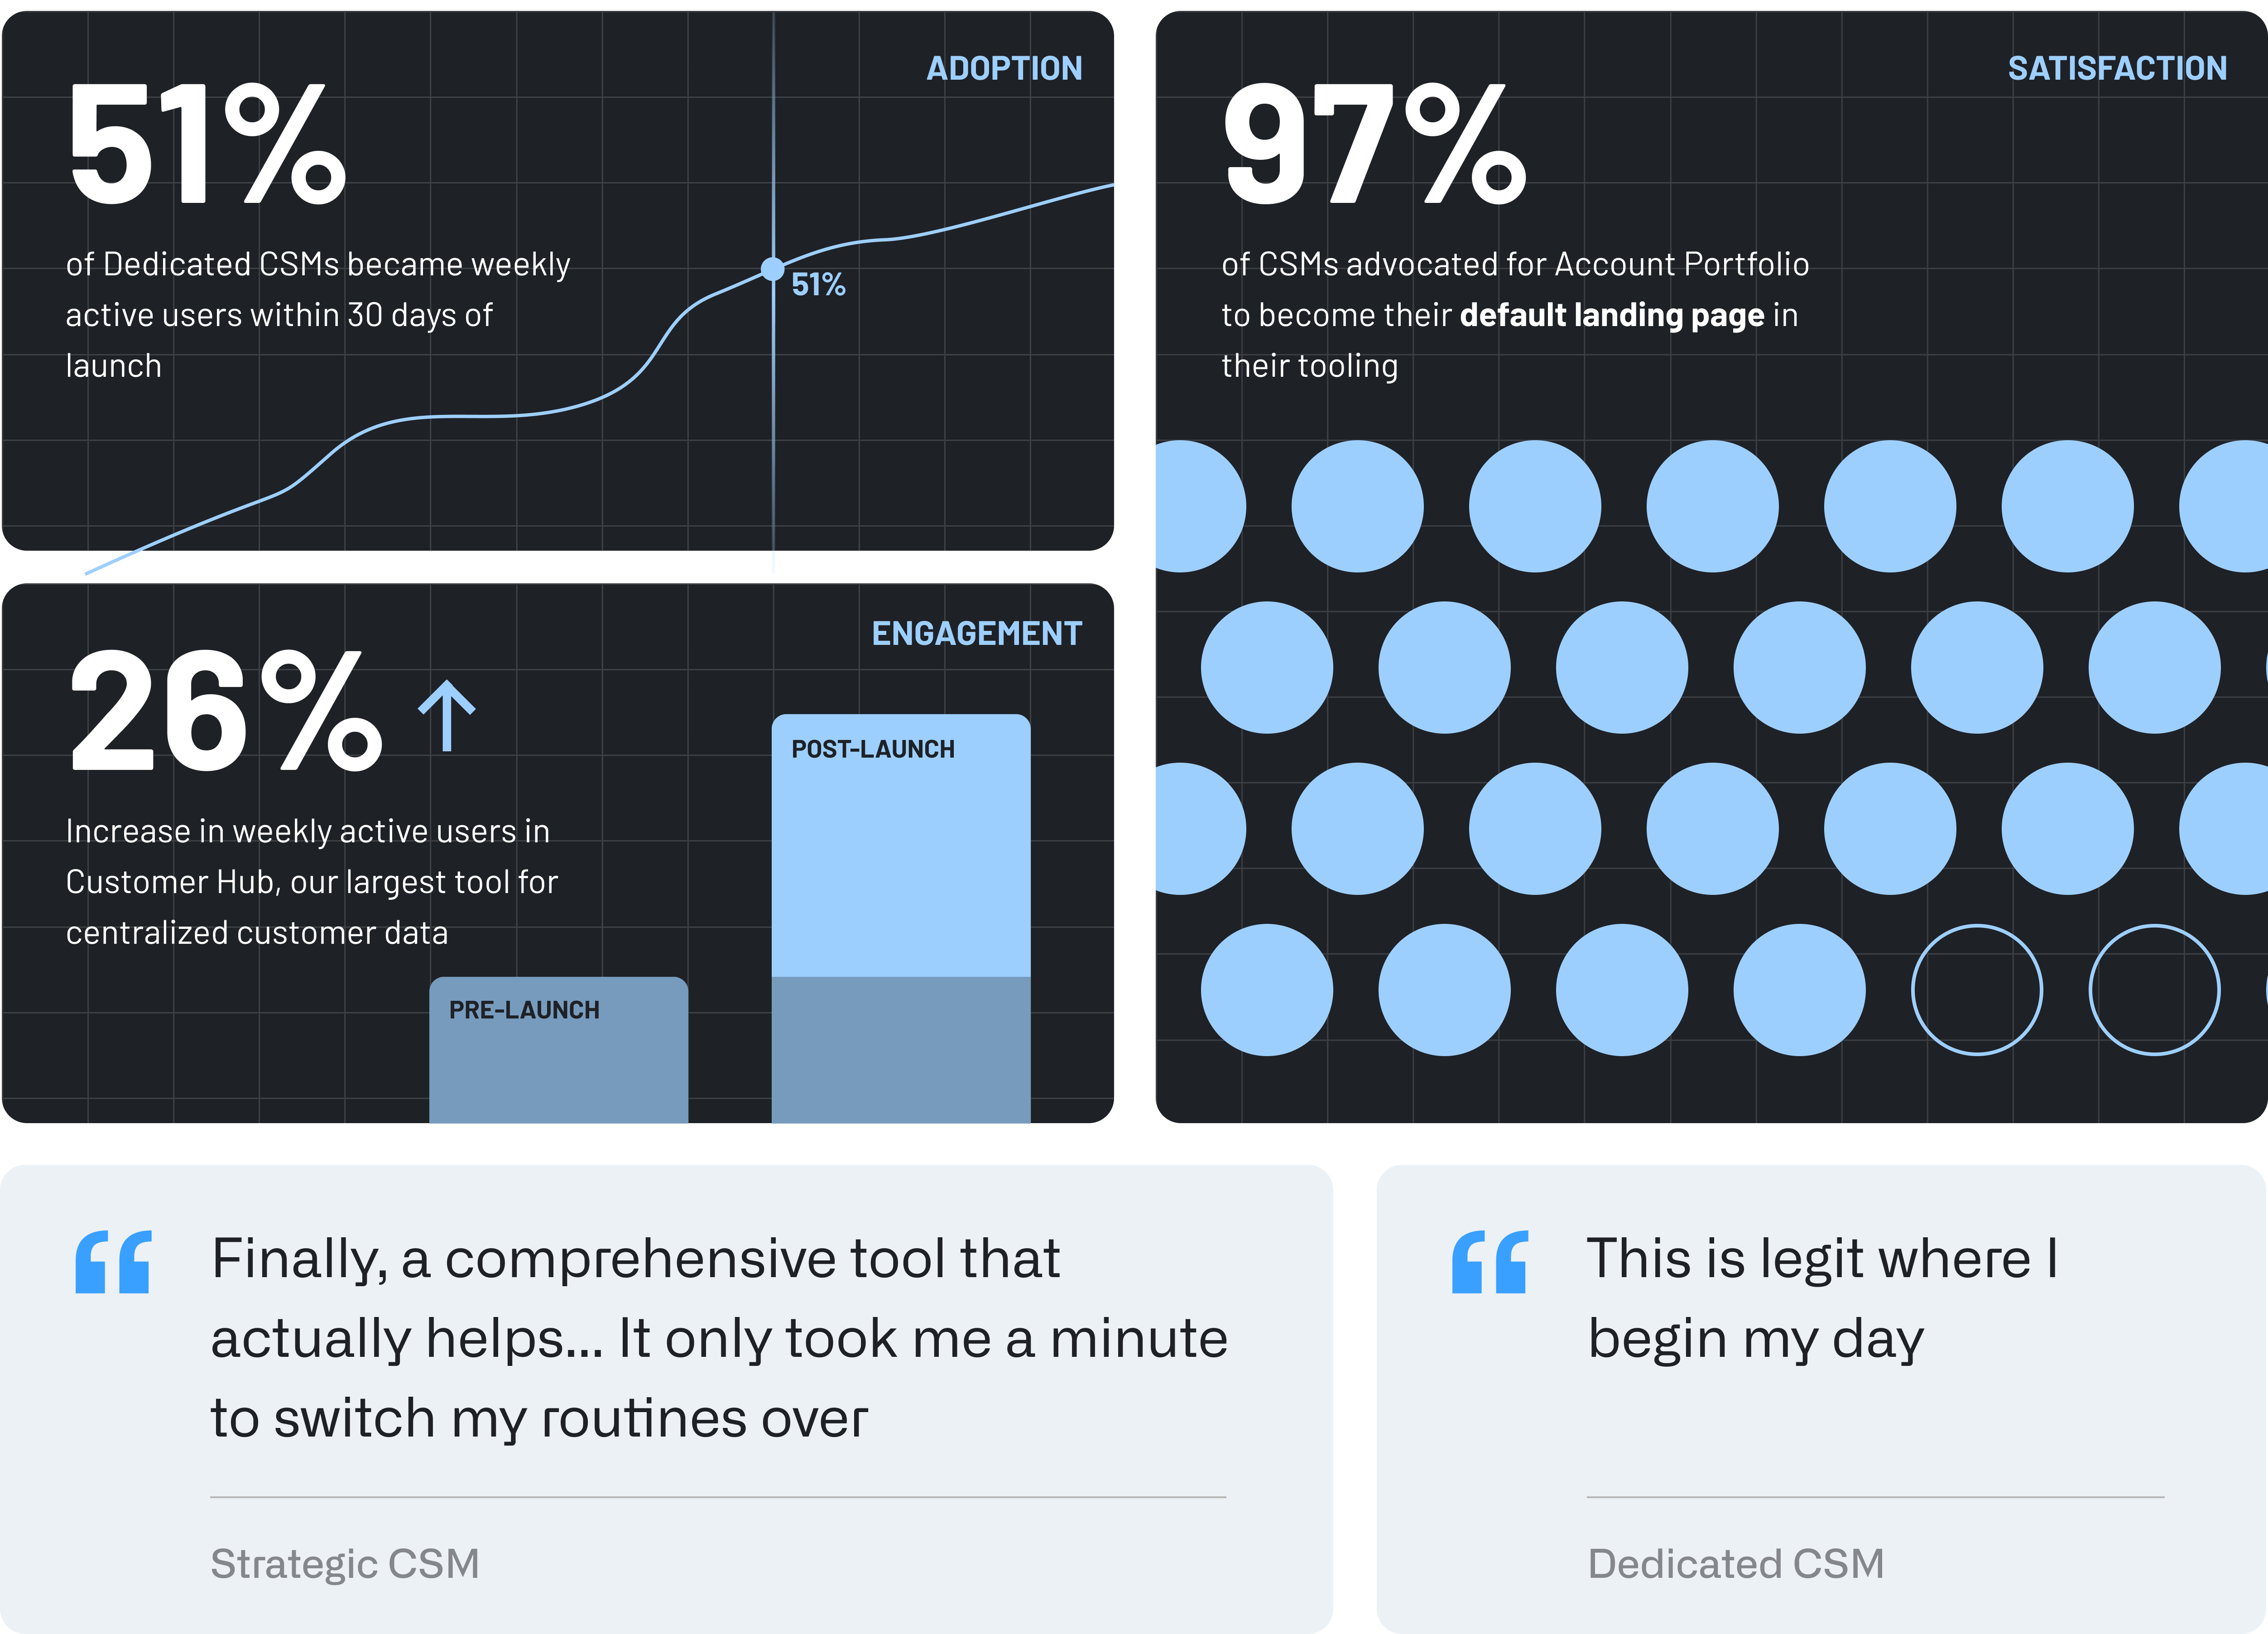 ADOPTION
51%
of Dedicated CSMs became weekly
active users within 30 days of
launch
51%
ENGAGEMENT
26%
Increase in weekly active users in
Customer Hub, our largest tool for
centralized customer data
PRE-LAUNCH
POST-LAUNCH
SATISFACTION
97%
of CSMs advocated for Account Portfolio
to become their default landing page in
their tooling
“ Finally, a comprehensive tool that
actually helps... It only took me a minute
to switch my routines over
Strategic CSM
“ This is legit where I
begin my day
Dedicated CSM